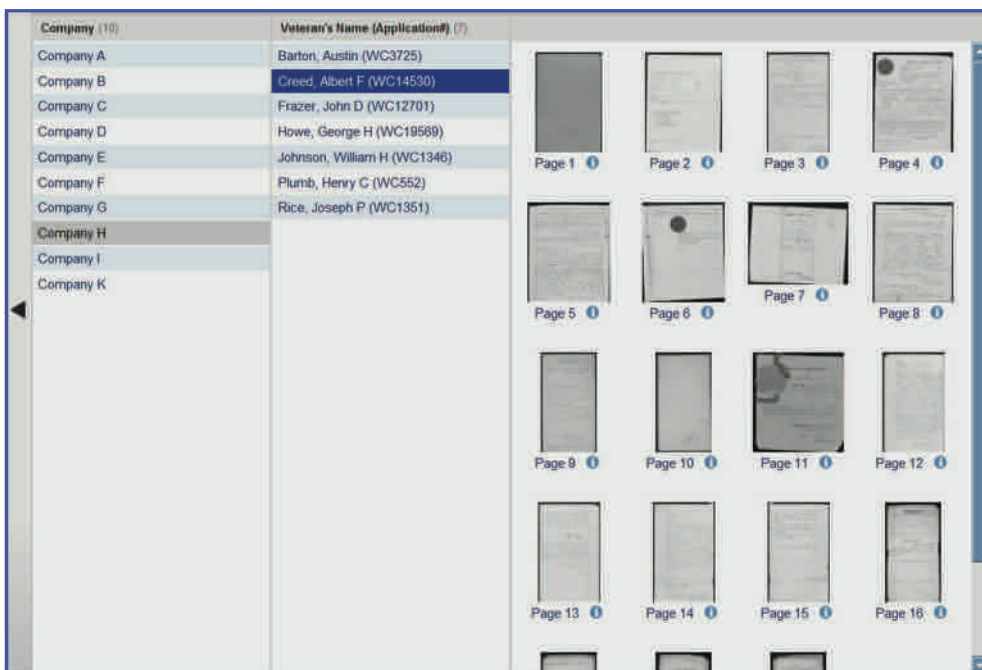 Company (10)
Veteran's Name (Application#) (7)
Company A
Company B
Company C
Company D
Company E
Company F
Company G
Company H
Company I
Company K
Barton, Austin (WC3725)
Creed, Albert F (WC14530)
Frazer, John D (WC12701)
Howe, George H (WC19569)
Johnson, William H (WC1346)
Plumb, Henry C (WC552)
Rice, Joseph P (WC1351)
Page 1
Page 2
Page 3
Page 4
Page 5
Page 6
Page 7
Page 8
Page 9
Page 10
Page 11
Page 12
Page 13
Page 14
Page 15
Page 16